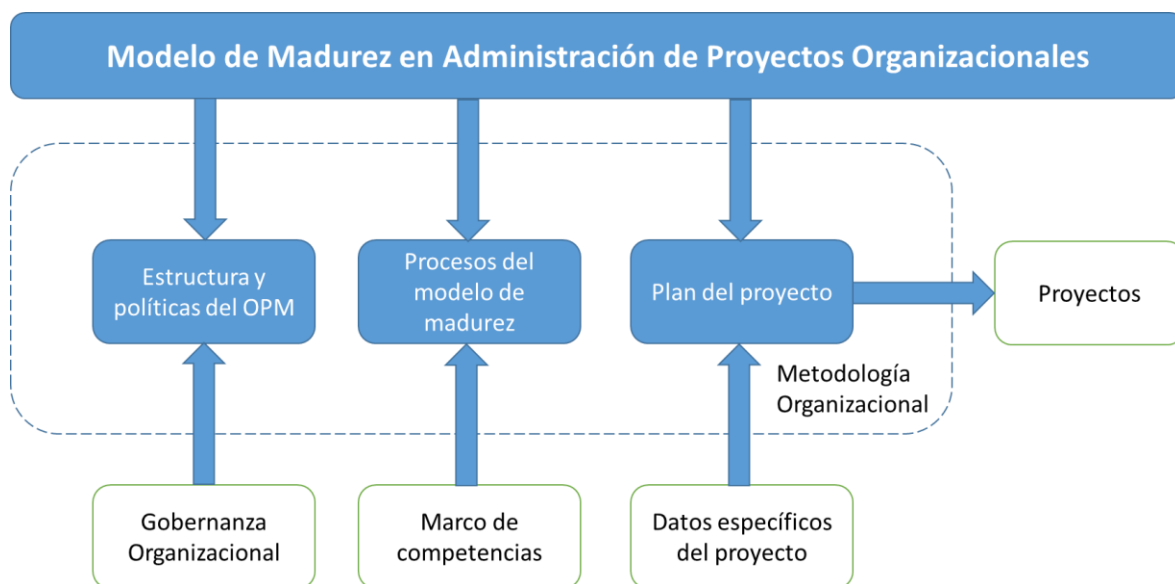 Modelo de Madurez en Administración de Proyectos Organizacionales
Estructura y
políticas del OPM
Procesos del
modelo de
madurez
Plan del proyecto
Proyectos
Metodología
Organizacional
Gobernanza
Organizacional
Marco de
competencias
Datos específicos
del proyecto